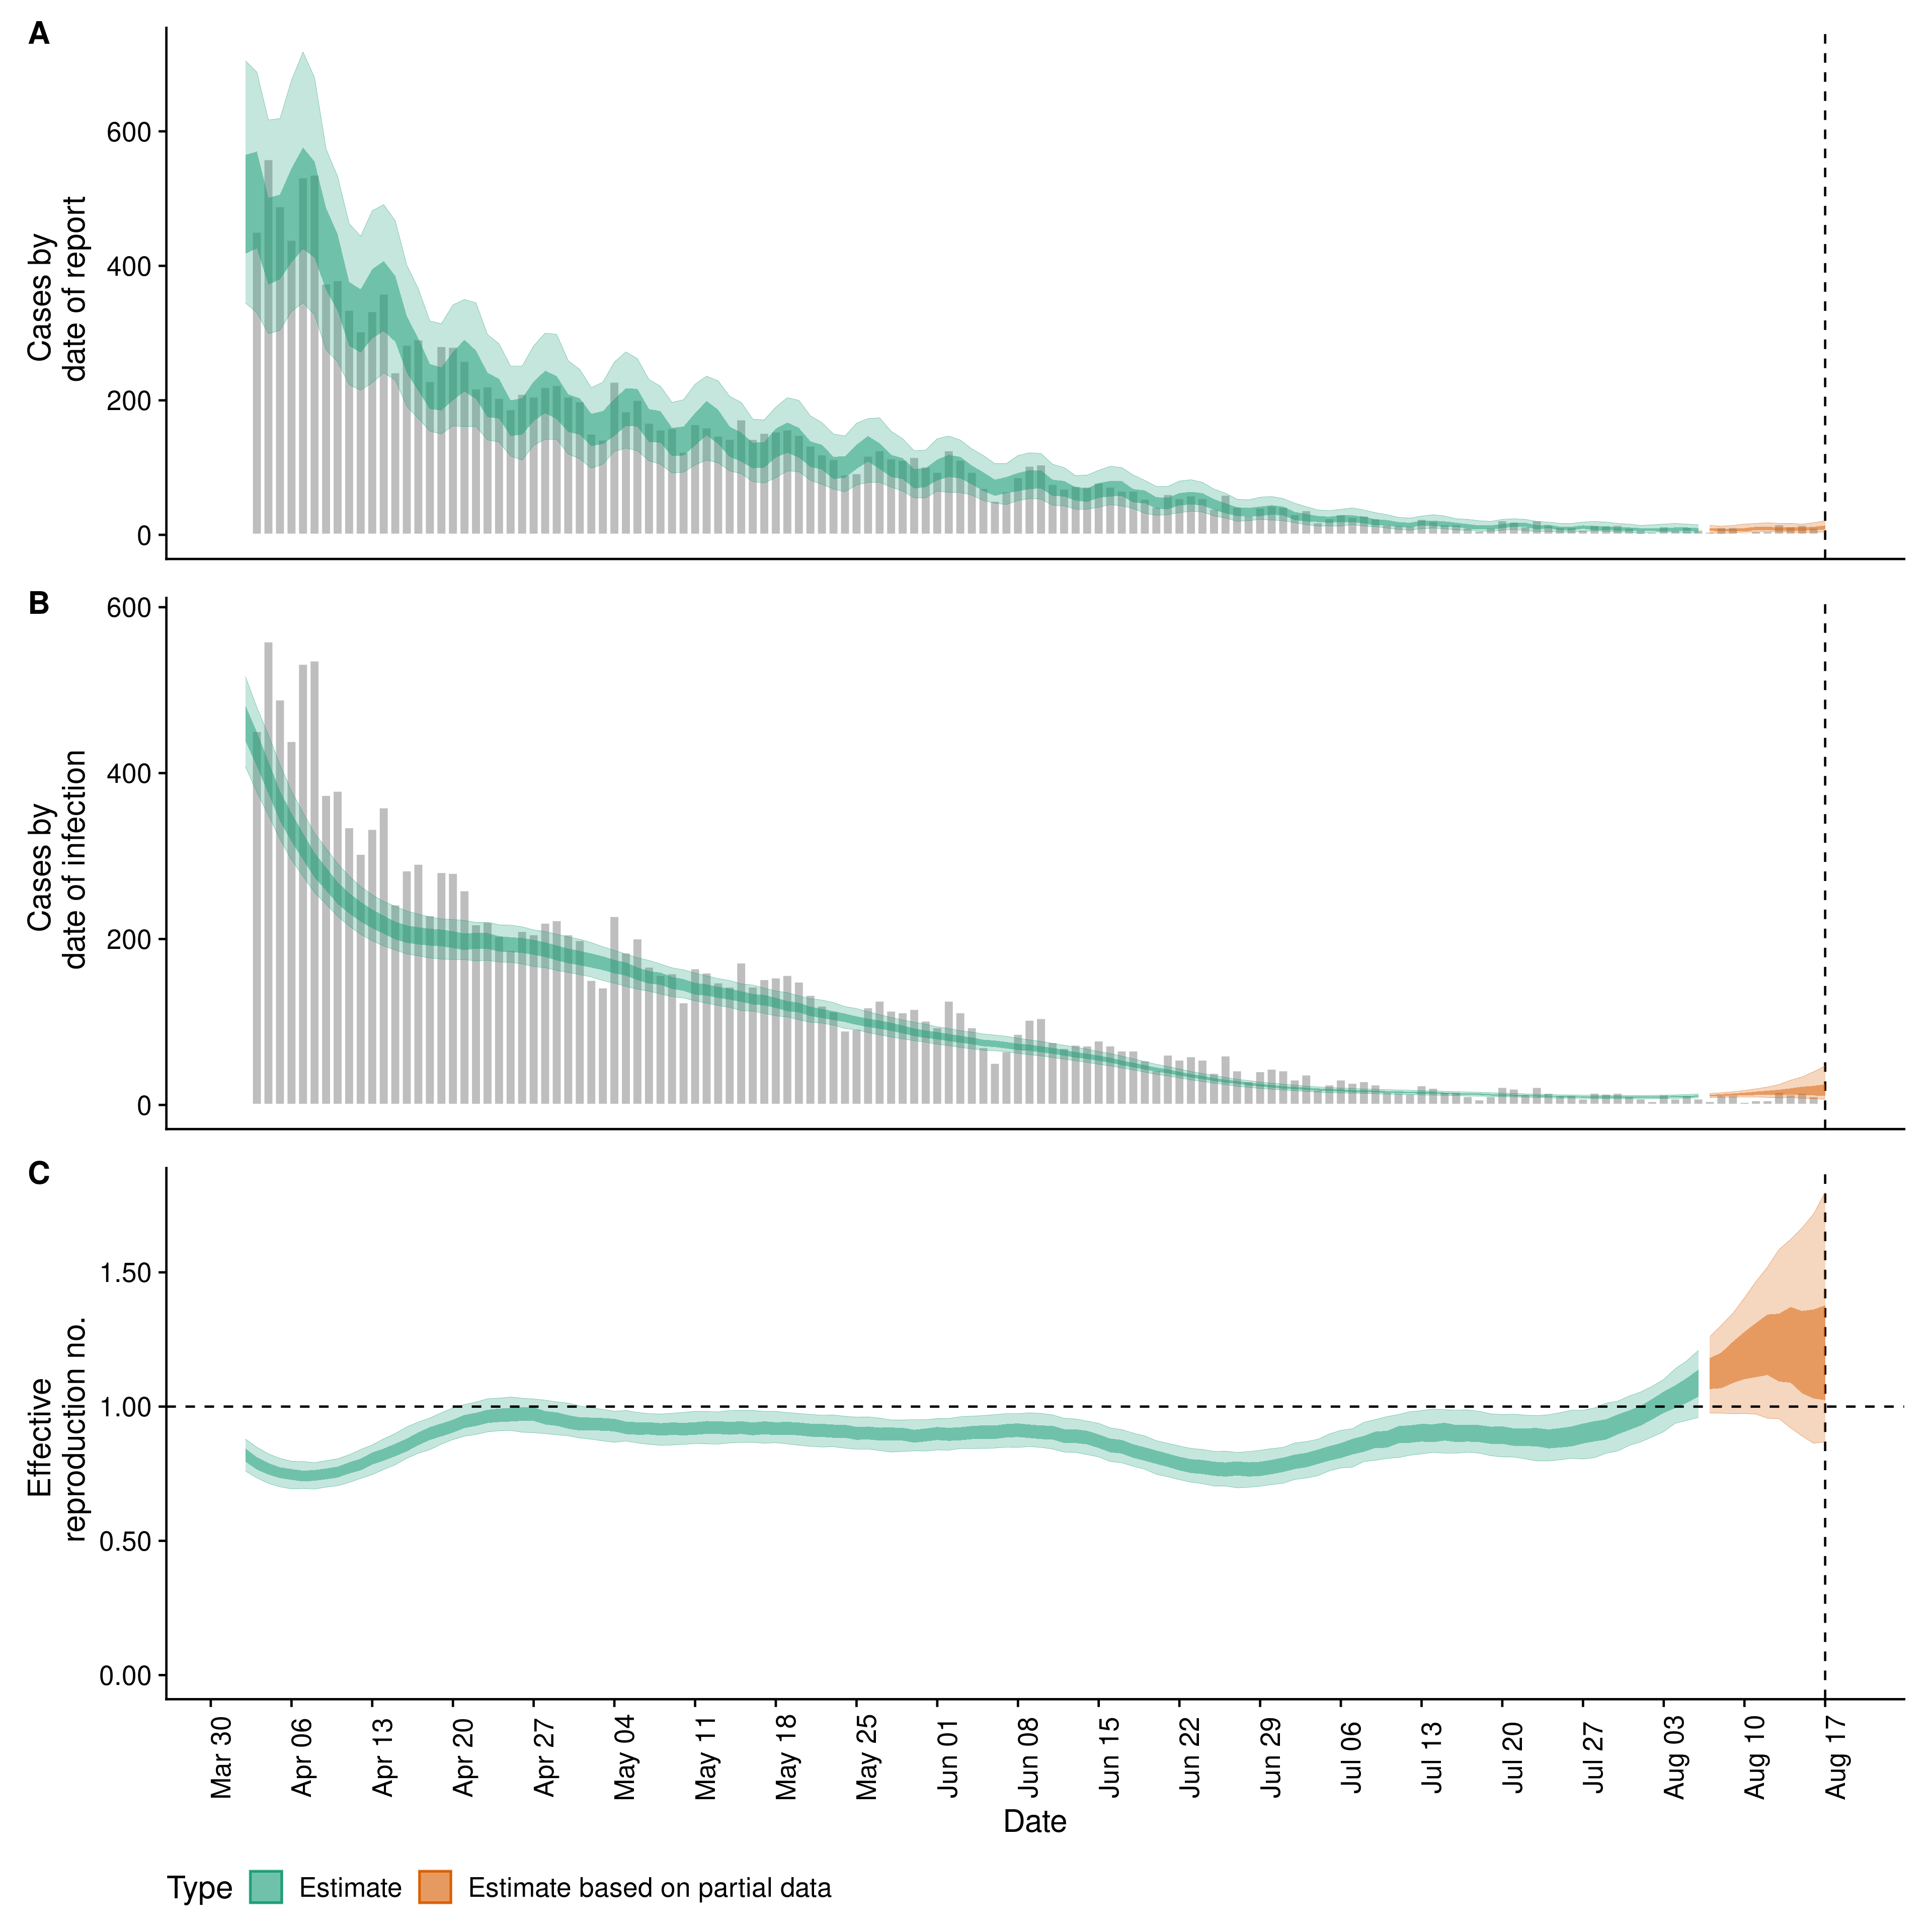 A
600
400
200
0
Cases by
date of report
B
600
400
200
0
Cases by
date of infection
C
1.50
1.00
0.50
0.00
Effective
reproduction no.
Mar 30
Apr 06
Apr 13
Apr 20
Apr 27
May 04
May 11
May 18
May 25
Jun 01
Jun 08
Jun 15
Jun 22
Jun 29
Jul 06
Jul 13
Jul 20
Jul 27
Aug 03
Aug 10
Aug 17
Date
Type Estimate Estimate based on partial data